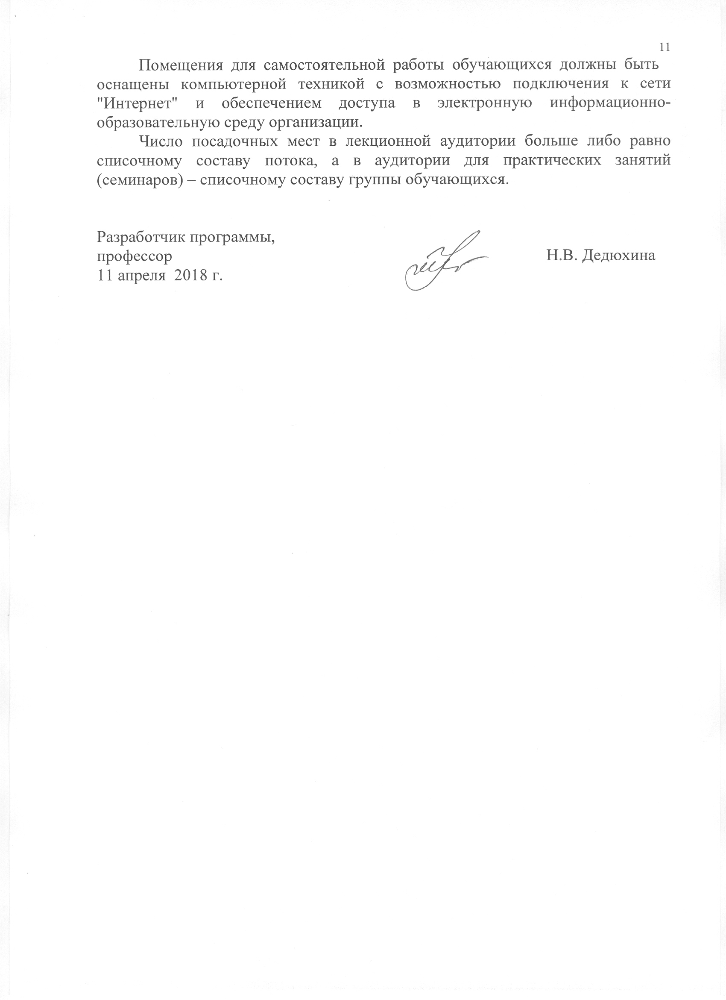 11
Помещения для самостоятельной работы обучающихся должны быть
оснащены компьютерной техникой с возможностью подключения к сети
"Интернет" и обеспечением доступа в электронную информационно-
образовательную среду организации.
Число посадочных мест в лекционной аудитории больше либо равно
списочному составу потока, а в аудитории для практических занятий
(семинаров) – списочному составу группы обучающихся.
Разработчик программы,
профессор
Н.В. Дедюхина
11 апреля 2018 г.